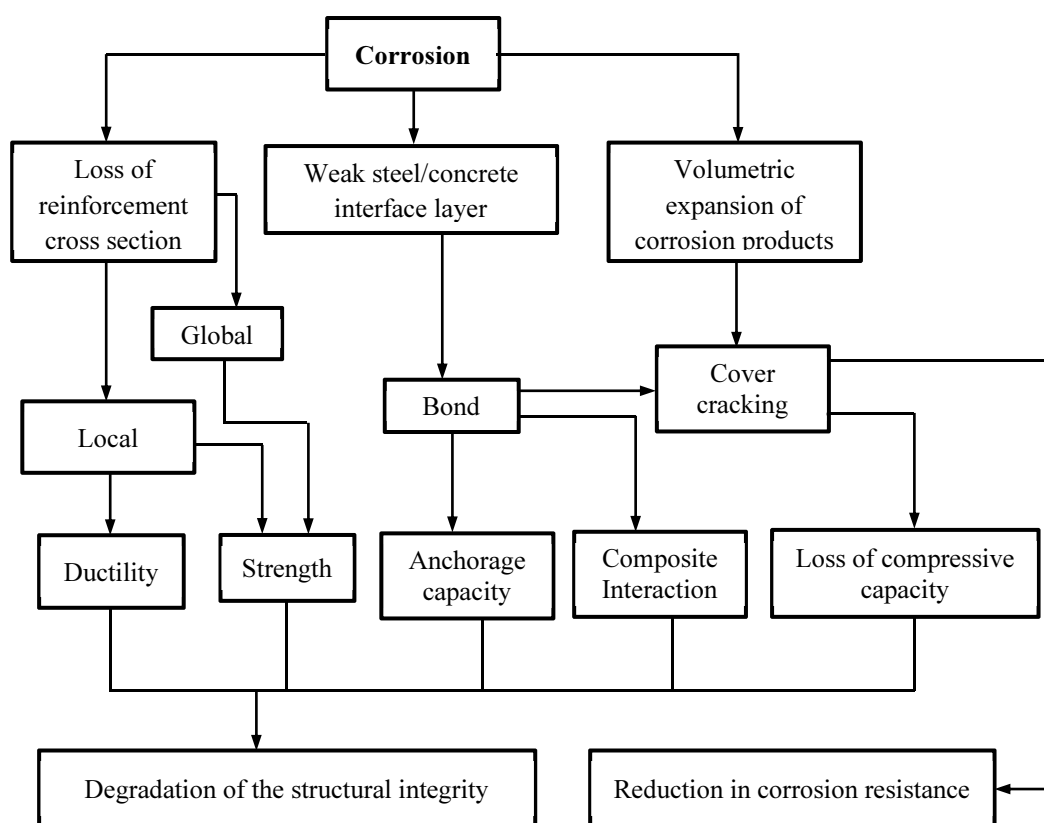 Corrosion
Loss of
reinforcement
cross section
Weak steel/concrete
interface layer
Volumetric
expansion of
corrosion products
Global
Cover
cracking
Bond
Local
Ductility
Strength
Anchorage
capacity
Composite
Interaction
Loss of compressive
capacity
Degradation of the structural integrity
Reduction in corrosion resistance